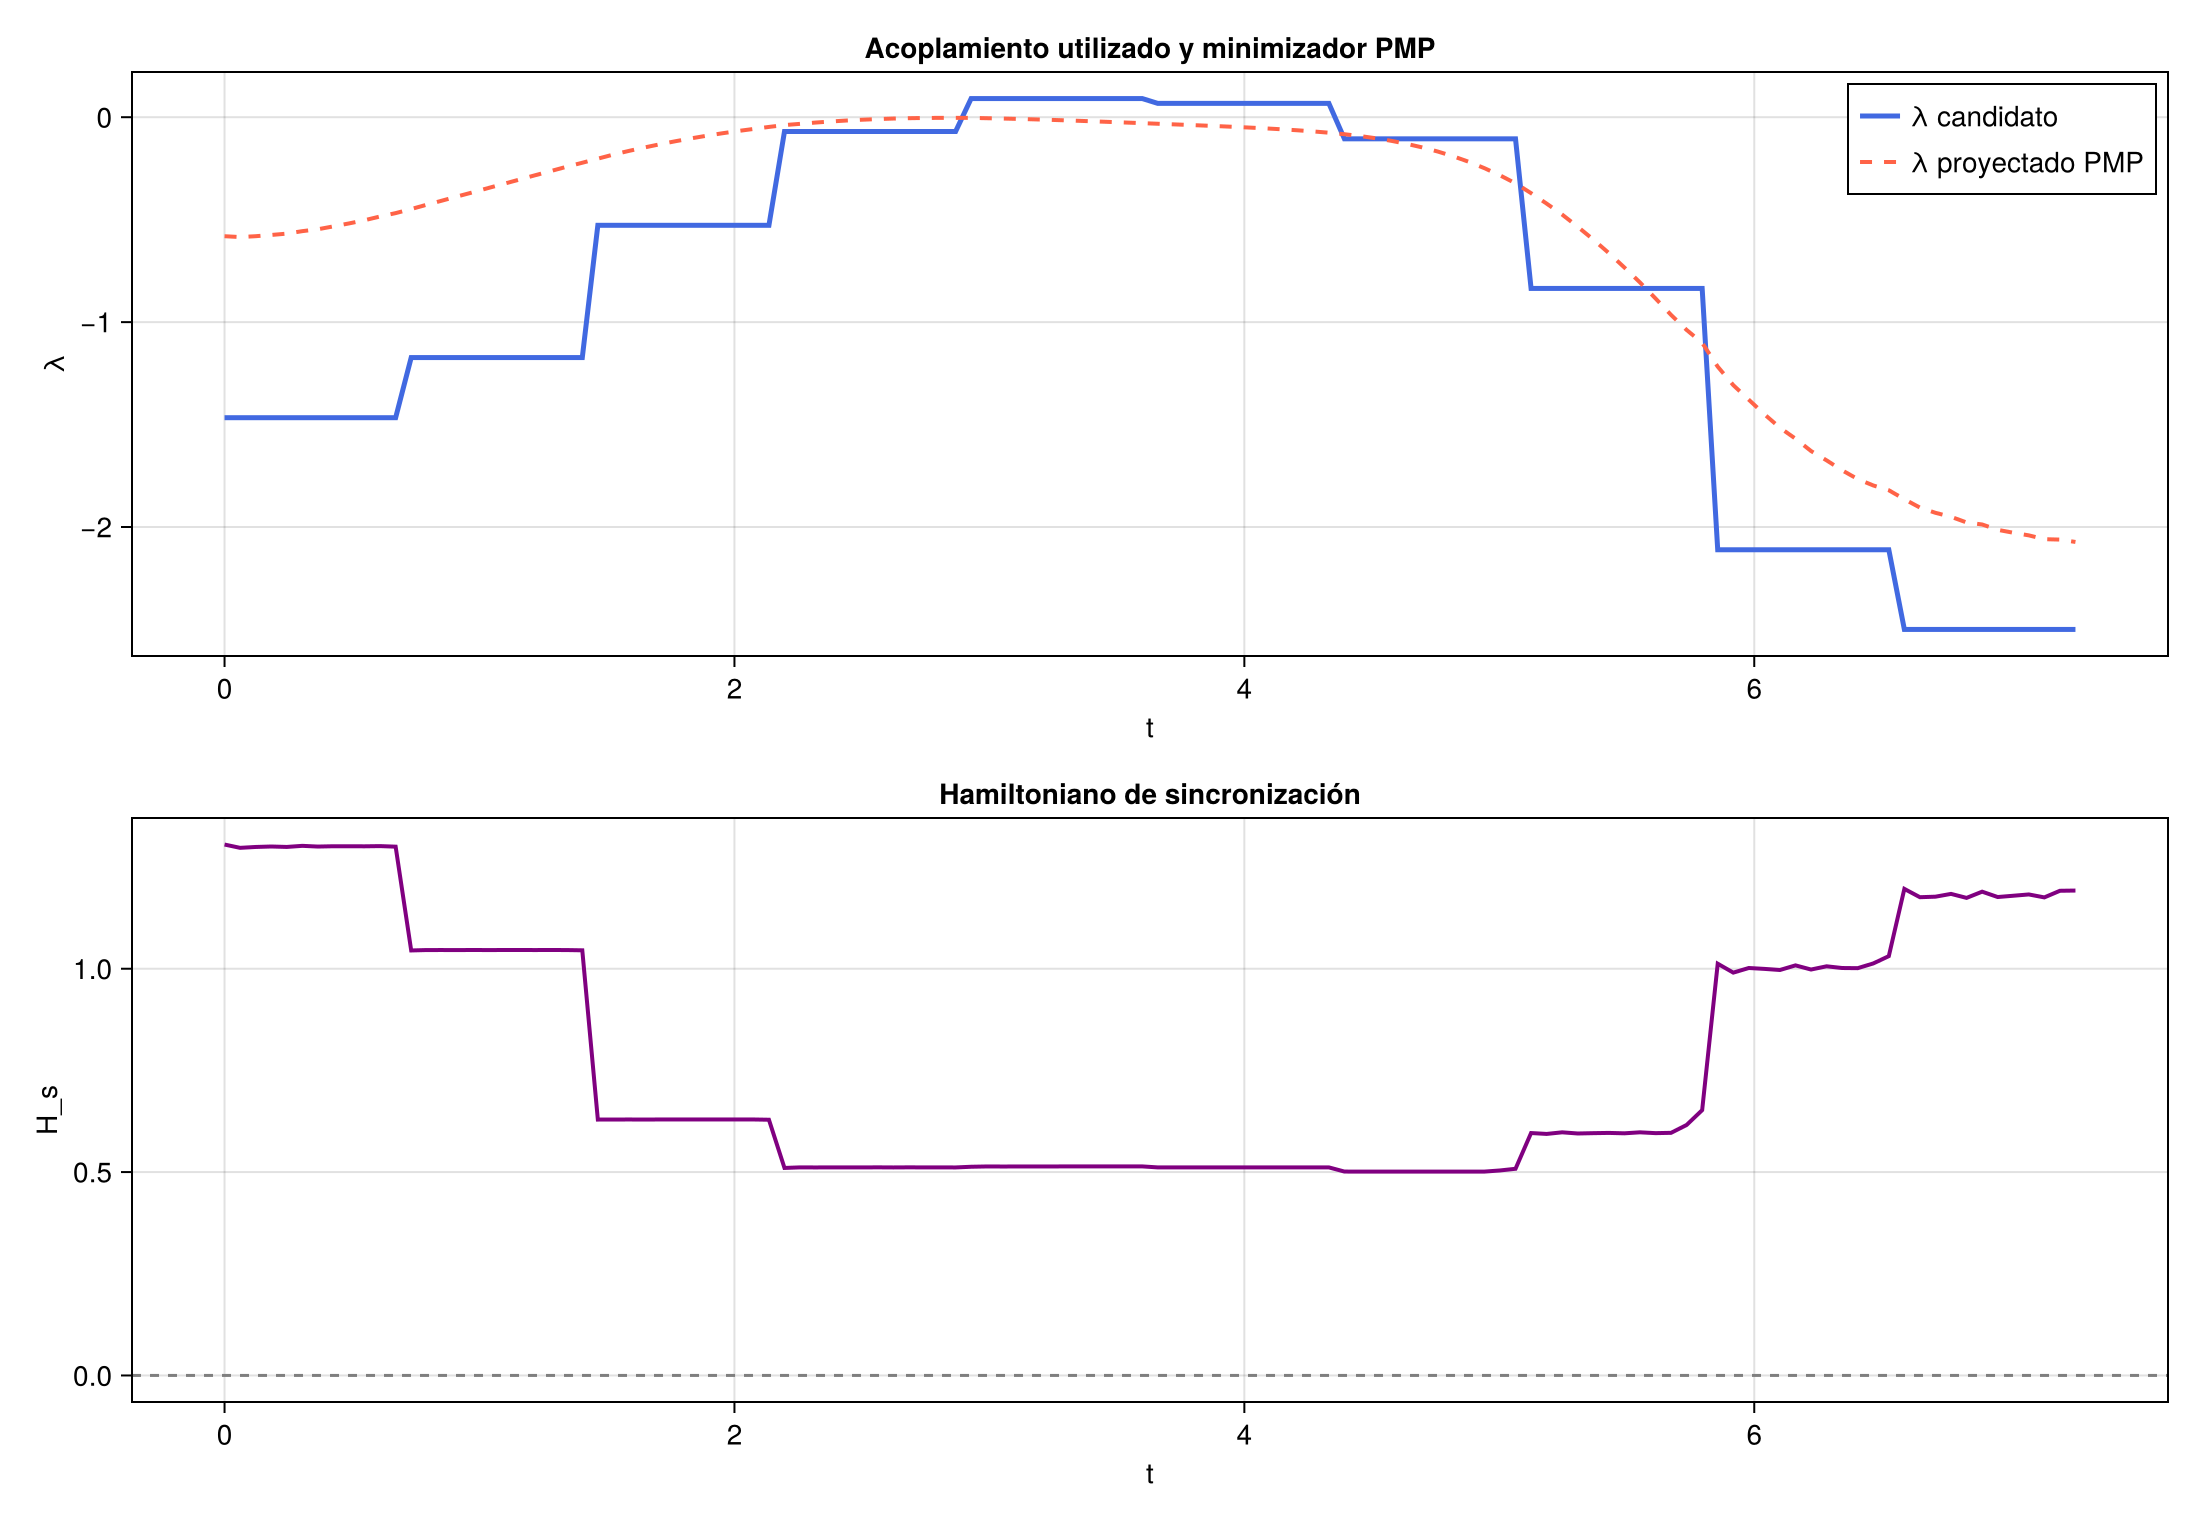 Acoplamiento utilizado y minimizador PMP
λ candidato
λ proyectado PMP
0
−1
−2
λ
0 2 4 6
t
Hamiltoniano de sincronización
1.0
0.5
0.0
H_s
0 2 4 6
t